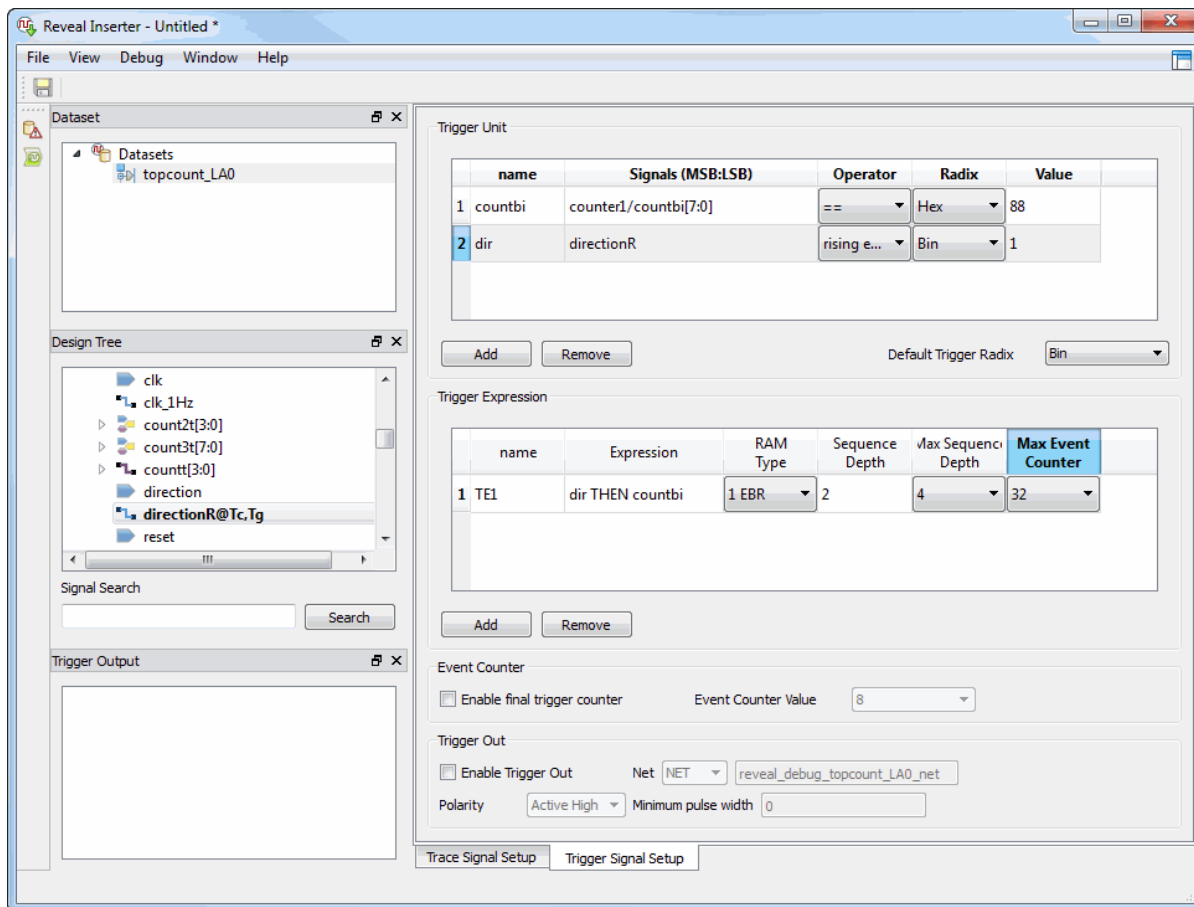 Reveal Inserter - Untitled *
File View Debug Window Help
Dataset
Datasets
topcount_LA0
Design Tree
clk
clk_1Hz
count2t[3:0]
count3t[7:0]
countt[3:0]
direction
directionR@Tc,Tg
reset
Signal Search
Search
Trigger Output
Trigger Unit
name Signals (MSB:LSB) Operator Radix Value
1 countbi counter1/countbi[7:0] == Hex 88
2 dir directionR rising e... Bin 1
Add Remove Default Trigger Radix Bin
Trigger Expression
name Expression RAM Type Sequence Depth Max Sequence Depth Max Event Counter
1 TE1 dir THEN countbi 1 EBR 2 4 32
Add Remove
Event Counter
Enable final trigger counter Event Counter Value 8
Trigger Out
Enable Trigger Out Net NET reveal_debug_topcount_LA0_net
Polarity Active High Minimum pulse width 0
Trace Signal Setup Trigger Signal Setup